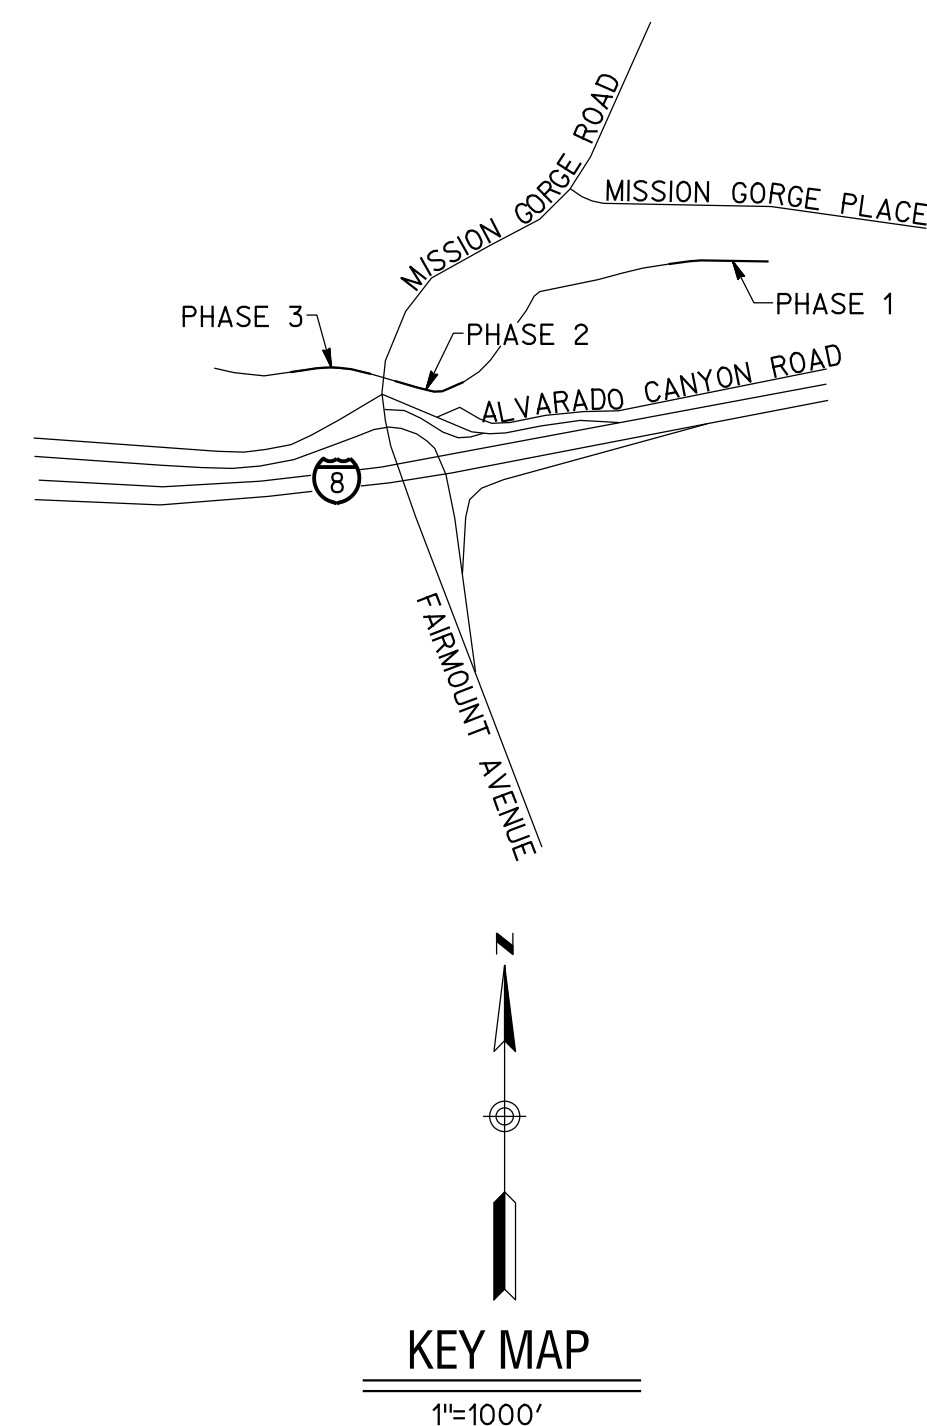 MISSION GORGE ROAD
MISSION GORGE PLACE
PHASE 1
PHASE 3
PHASE 2
ALVARADO CANYON ROAD
8
FAIRMOUNT AVENUE
N
KEY MAP
1"=1000'